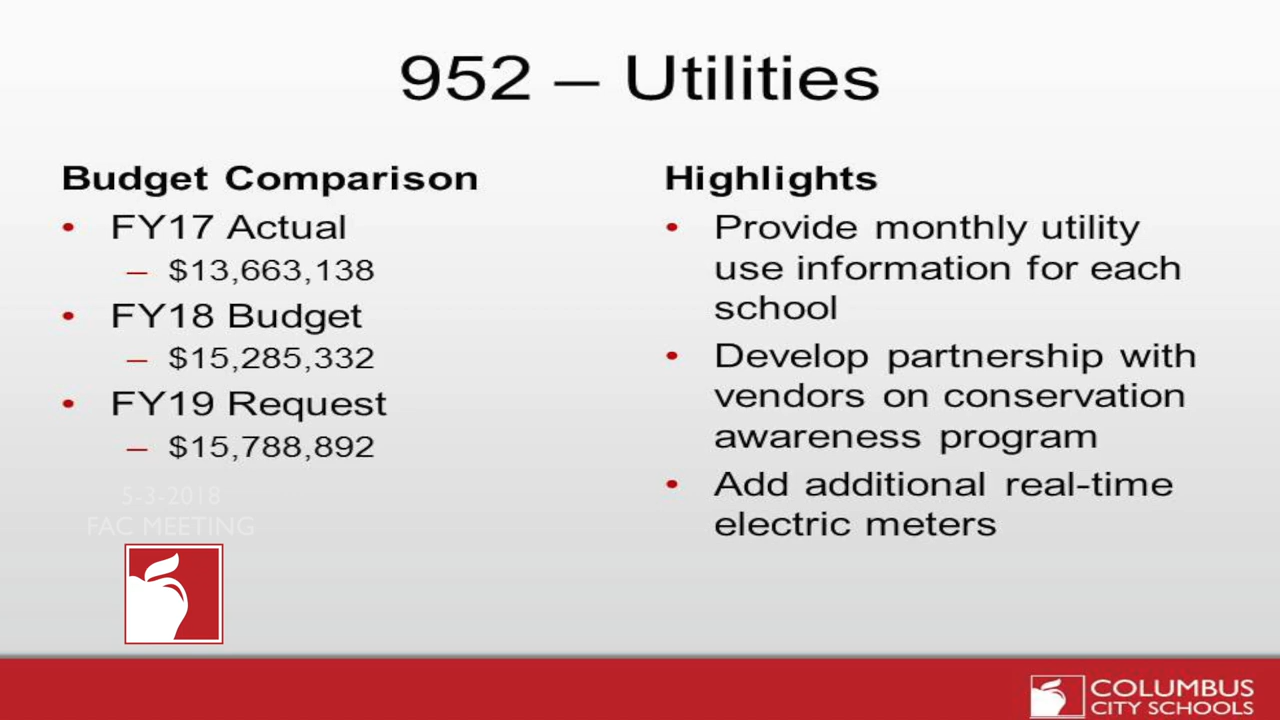 952 – Utilities
Budget Comparison
• FY17 Actual
– $13,663,138
• FY18 Budget
– $15,285,332
• FY19 Request
– $15,788,892
Highlights
• Provide monthly utility
use information for each
school
• Develop partnership with
vendors on conservation
awareness program
• Add additional real-time
electric meters
5-3-2018
FAC MEETING
COLUMBUS
CITY SCHOOLS